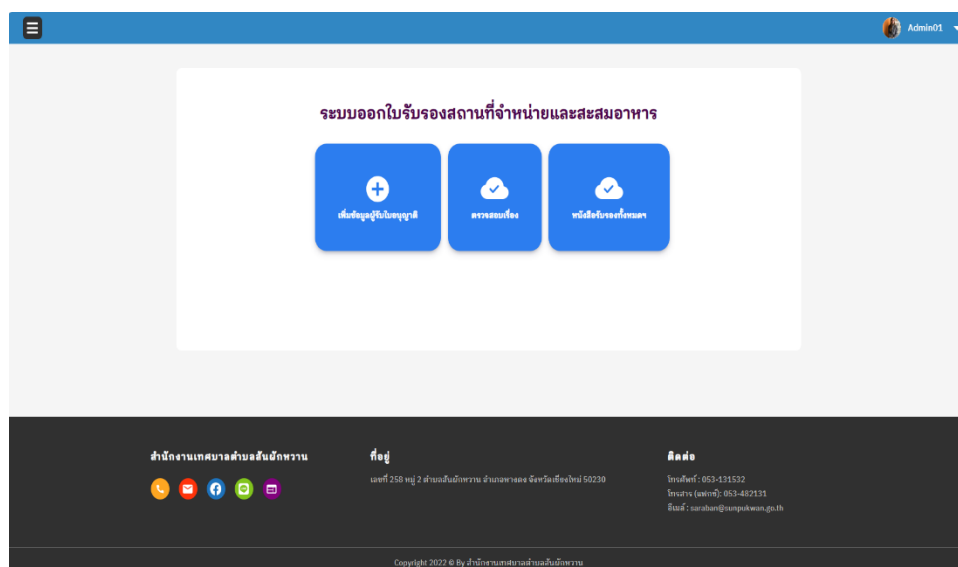 Admin01
ระบบออกใบรับรองสถานที่จำหน่ายและสะสมอาหาร
เพิ่มข้อมูลผู้รับใบอนุญาติ
ตรวจสอบเรื่อง
หนังสือรับรองทั้งหมดฯ
สำนักงานเทศบาลตำบลสันผักหวาน
ที่อยู่
เลขที่ 258 หมู่ 2 ตำบลสันผักหวาน อำเภอหางดง จังหวัดเชียงใหม่ 50230
ติดต่อ
โทรศัพท์ : 053-131532
โทรสาร (แฟกซ์): 053-482131
อีเมล์ : saraban@sunpukwan.go.th
Copyright 2022 © By สำนักงานเทศบาลตำบลสันผักหวาน